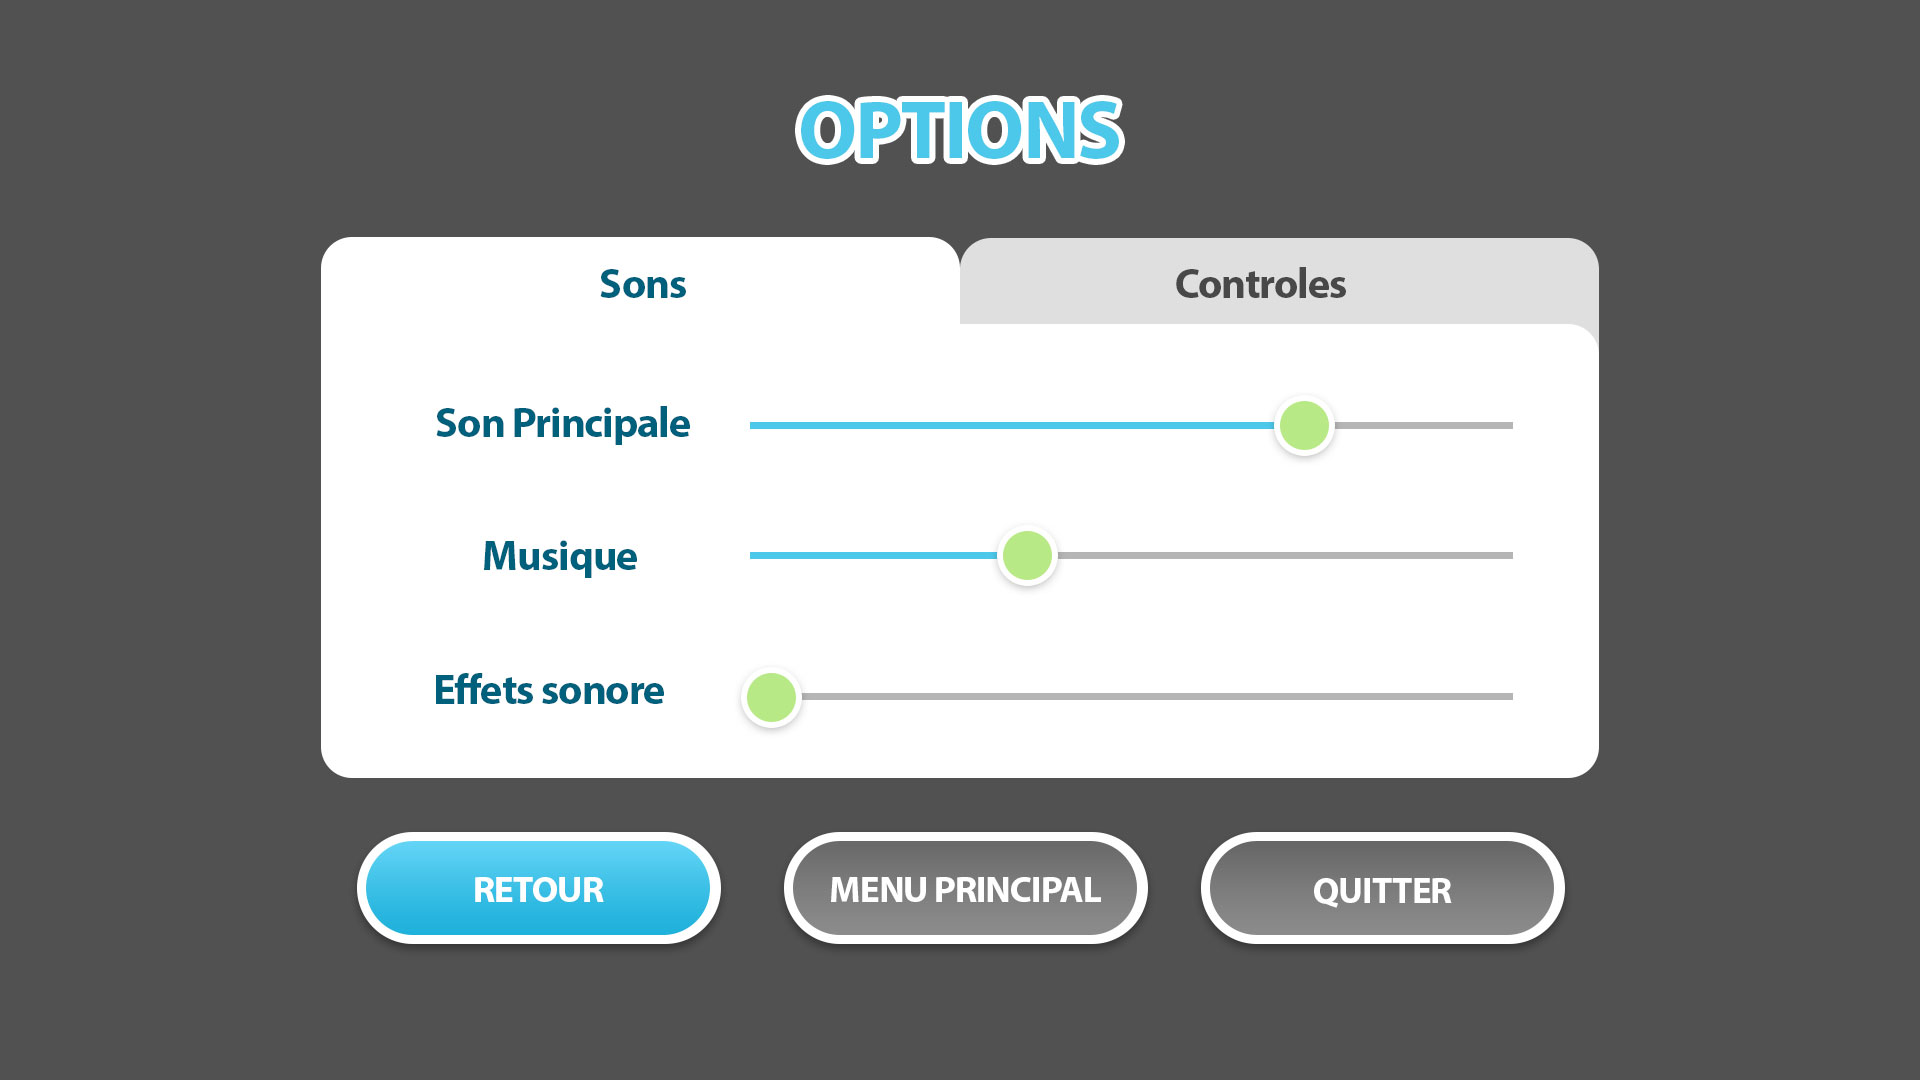 OPTIONS
Sons
Controles
Son Principale
Musique
Effets sonore
RETOUR
MENU PRINCIPAL
QUITTER